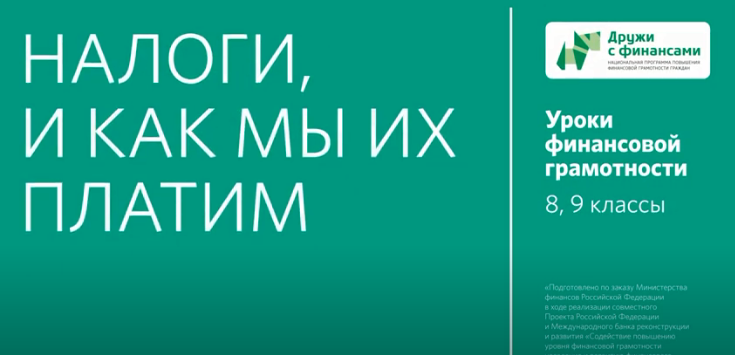 НАЛОГИ,
И КАК МЫ ИХ
ПЛАТИМ
Дружи
с финансами
НАЦИОНАЛЬНАЯ ПРОГРАММА ПОВЫШЕНИЯ
ФИНАНСОВОЙ ГРАМОТНОСТИ ГРАЖДАН
Уроки
финансовой
грамотности
8, 9 классы
«Подготовлено по заказу Министерства
финансов Российской Федерации
в ходе реализации совместного
Проекта Российской Федерации
и Международного банка реконструкции
и развития «Содействие повышению
уровня финансовой грамотности